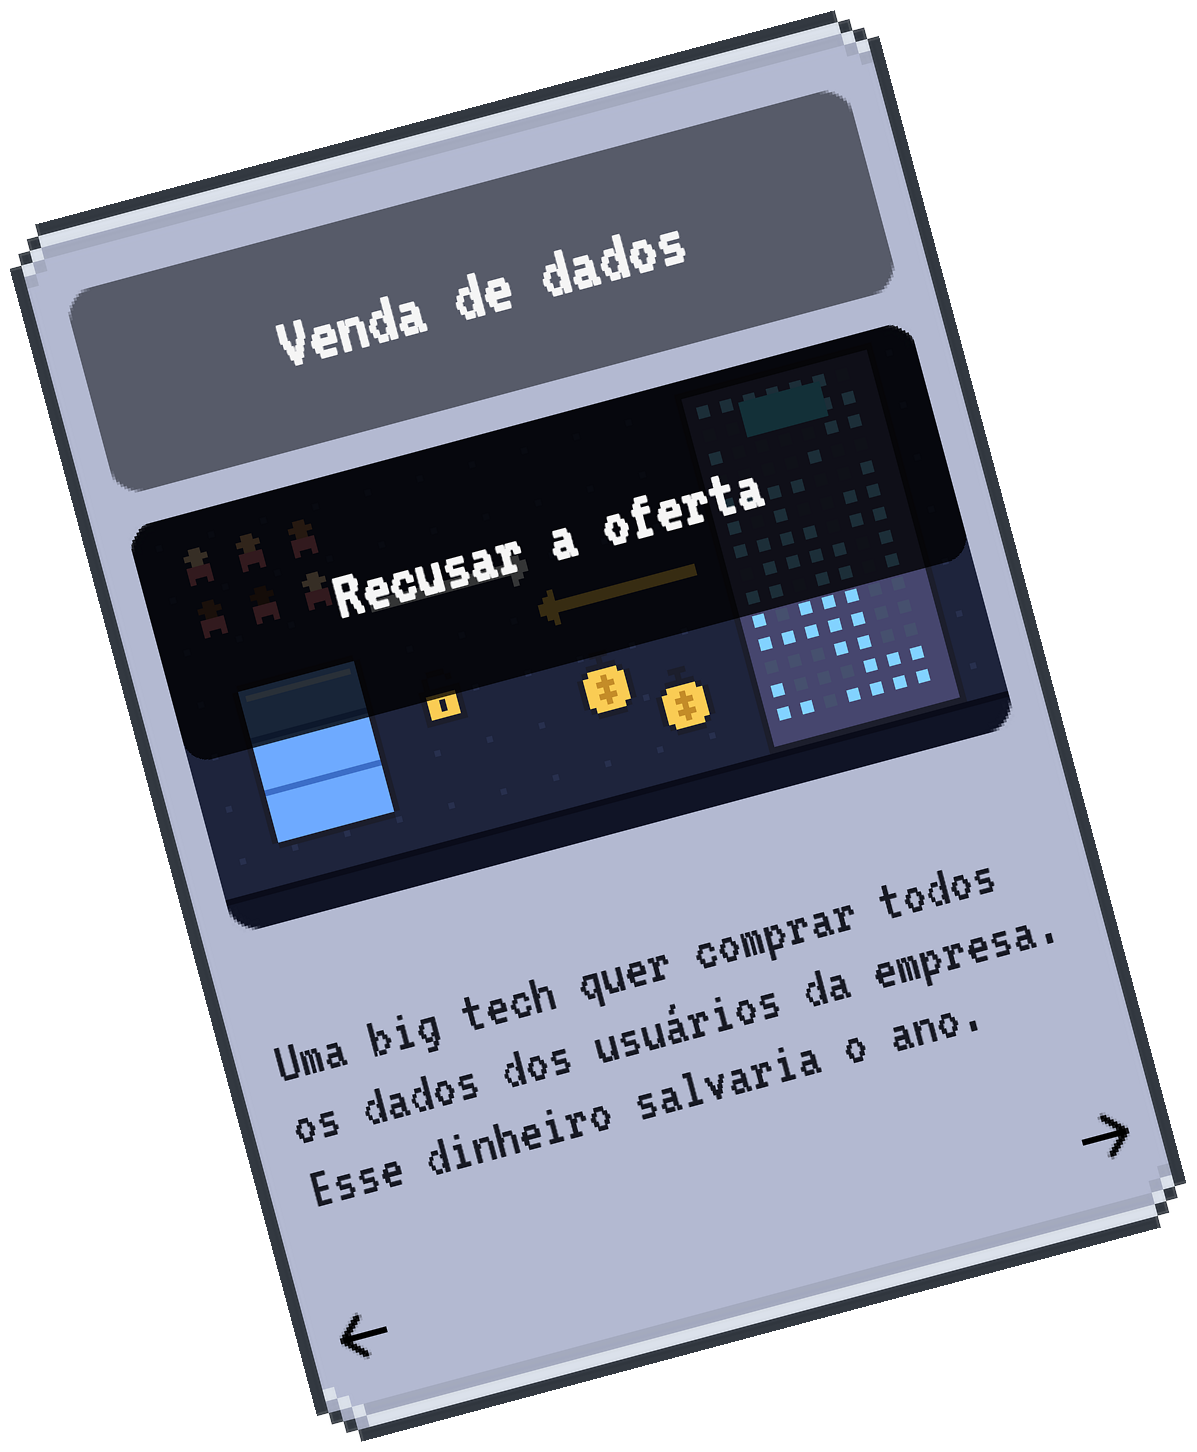 Venda de dados
Recusar a oferta
Uma big tech quer comprar todos
os dados dos usuários da empresa.
Esse dinheiro salvaria o ano.